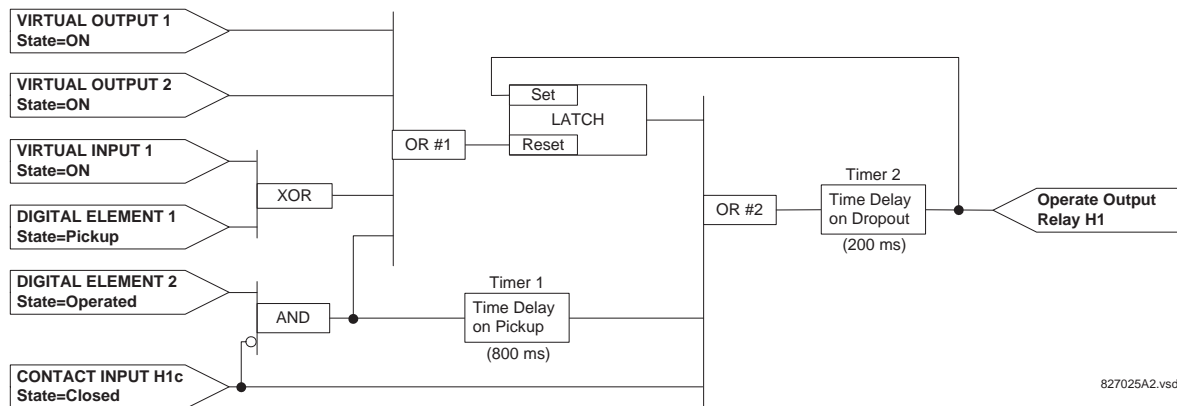 VIRTUAL OUTPUT 1
State=ON
VIRTUAL OUTPUT 2
State=ON
VIRTUAL INPUT 1
State=ON
DIGITAL ELEMENT 1
State=Pickup
DIGITAL ELEMENT 2
State=Operated
CONTACT INPUT H1c
State=Closed
XOR
AND
OR #1
Set
LATCH
Reset
Timer 1
Time Delay
on Pickup
(800 ms)
OR #2
Timer 2
Time Delay
on Dropout
(200 ms)
Operate Output
Relay H1
827025A2.vsd